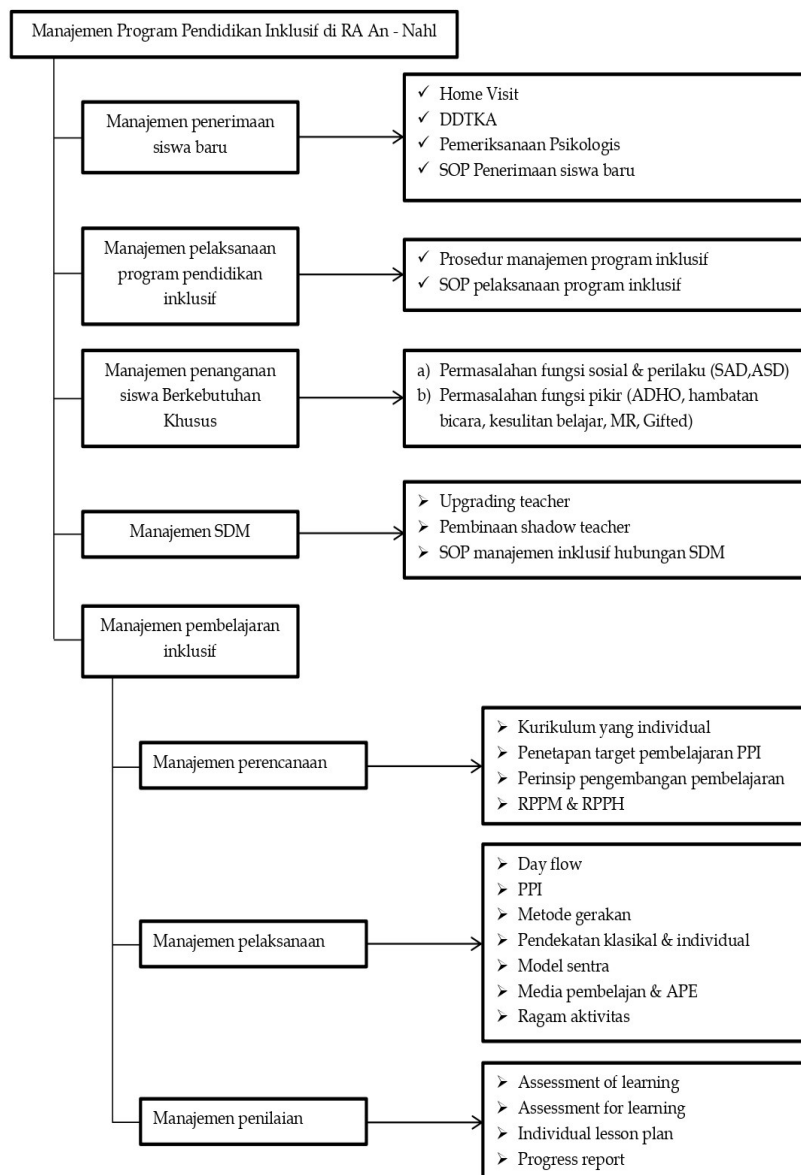 Manajemen Program Pendidikan Inklusif di RA An - Nahl
Manajemen penerimaan
siswa baru
✓ Home Visit
✓ DDTKA
✓ Pemeriksanaan Psikologis
✓ SOP Penerimaan siswa baru
Manajemen pelaksanaan
program pendidikan
inklusif
✓ Prosedur manajemen program inklusif
✓ SOP pelaksanaan program inklusif
Manajemen penanganan
siswa Berkebutuhan
Khusus
a) Permasalahan fungsi sosial & perilaku (SAD,ASD)
b) Permasalahan fungsi pikir (ADHO, hambatan
bicara, kesulitan belajar, MR, Gifted)
Manajemen SDM
➤ Upgrading teacher
➤ Pembinaan shadow teacher
➤ SOP manajemen inklusif hubungan SDM
Manajemen pembelajaran
inklusif
Manajemen perencanaan
➤ Kurikulum yang individual
➤ Penetapan target pembelajaran PPI
➤ Perinsip pengembangan pembelajaran
➤ RPPM & RPPH
Manajemen pelaksanaan
➤ Day flow
➤ PPI
➤ Metode gerakan
➤ Pendekatan klasikal & individual
➤ Model sentra
➤ Media pembelajan & APE
➤ Ragam aktivitas
Manajemen penilaian
➤ Assessment of learning
➤ Assessment for learning
➤ Individual lesson plan
➤ Progress report